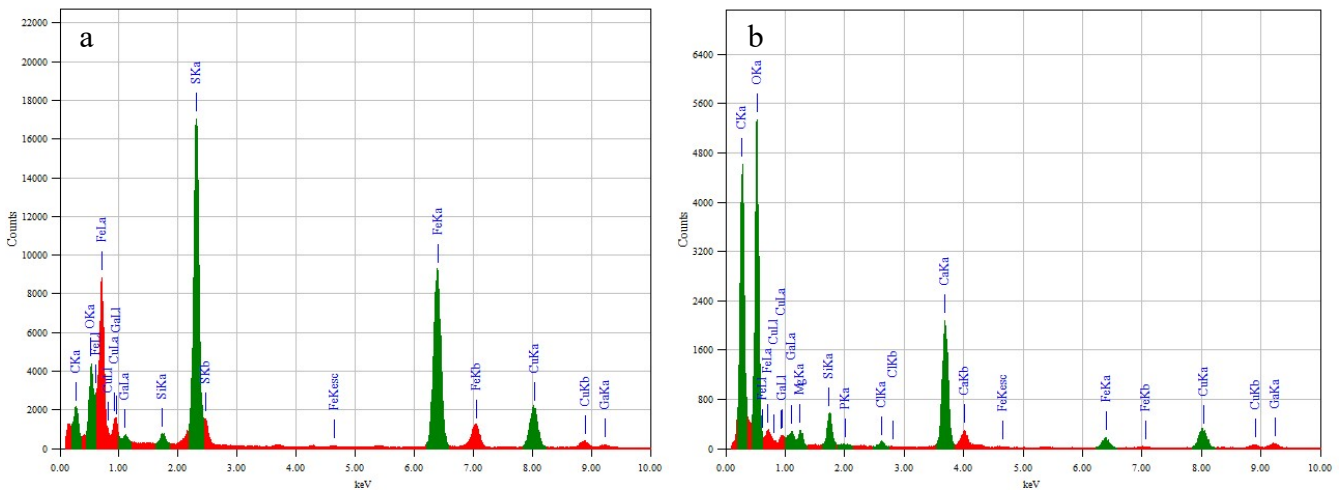 a
22000
20000
18000
16000
14000
12000
10000
8000
6000
4000
2000
0
Counts
CKa
OKa
FeLl
FeLa
CuLl
CuLa
GaLl
GaLa
SiKa
SKa
SKb
FeKesc
FeKa
FeKb
CuKa
CuKb
GaKa
0.00 1.00 2.00 3.00 4.00 5.00 6.00 7.00 8.00 9.00 10.00
keV
b
6400
5600
4800
4000
3200
2400
1600
800
0
Counts
CKa
OKa
FeLl
FeLa
CuLl
CuLa
GaLl
GaLa
MgKa
SiKa
PKa
ClKa
ClKb
CaKa
CaKb
FeKesc
FeKa
FeKb
CuKa
CuKb
GaKa
0.00 1.00 2.00 3.00 4.00 5.00 6.00 7.00 8.00 9.00 10.00
keV